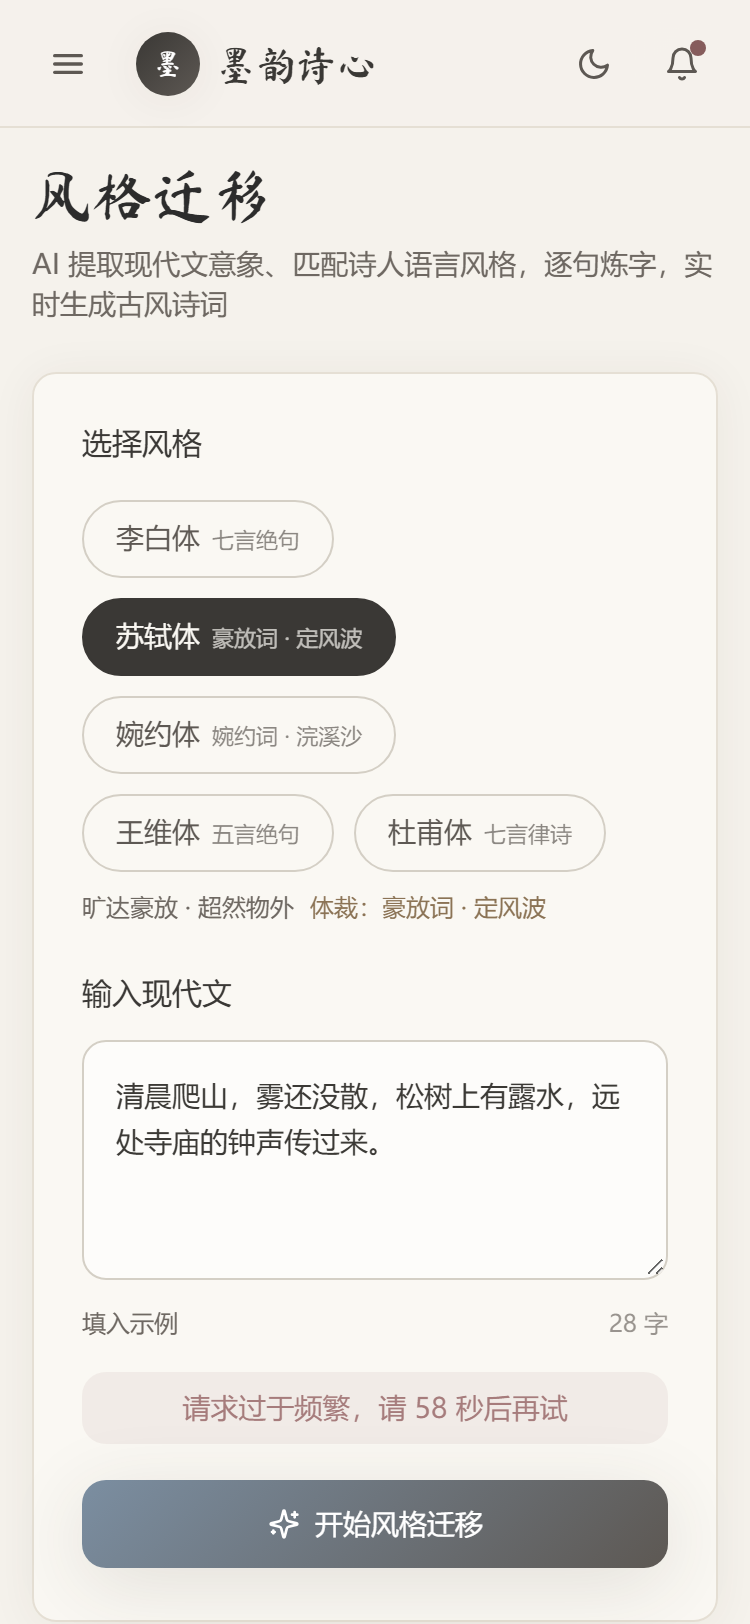 墨 墨韵诗心
风格迁移
AI 提取现代文意象、匹配诗人语言风格，逐句炼字，实
时生成古风诗词
选择风格
李白体 七言绝句
苏轼体 豪放词 · 定风波
婉约体 婉约词 · 浣溪沙
王维体 五言绝句 杜甫体 七言律诗
旷达豪放 · 超然物外 体裁：豪放词 · 定风波
输入现代文
清晨爬山，雾还没散，松树上有露水，远
处寺庙的钟声传过来。
填入示例 28 字
请求过于频繁，请 58 秒后再试
开始风格迁移